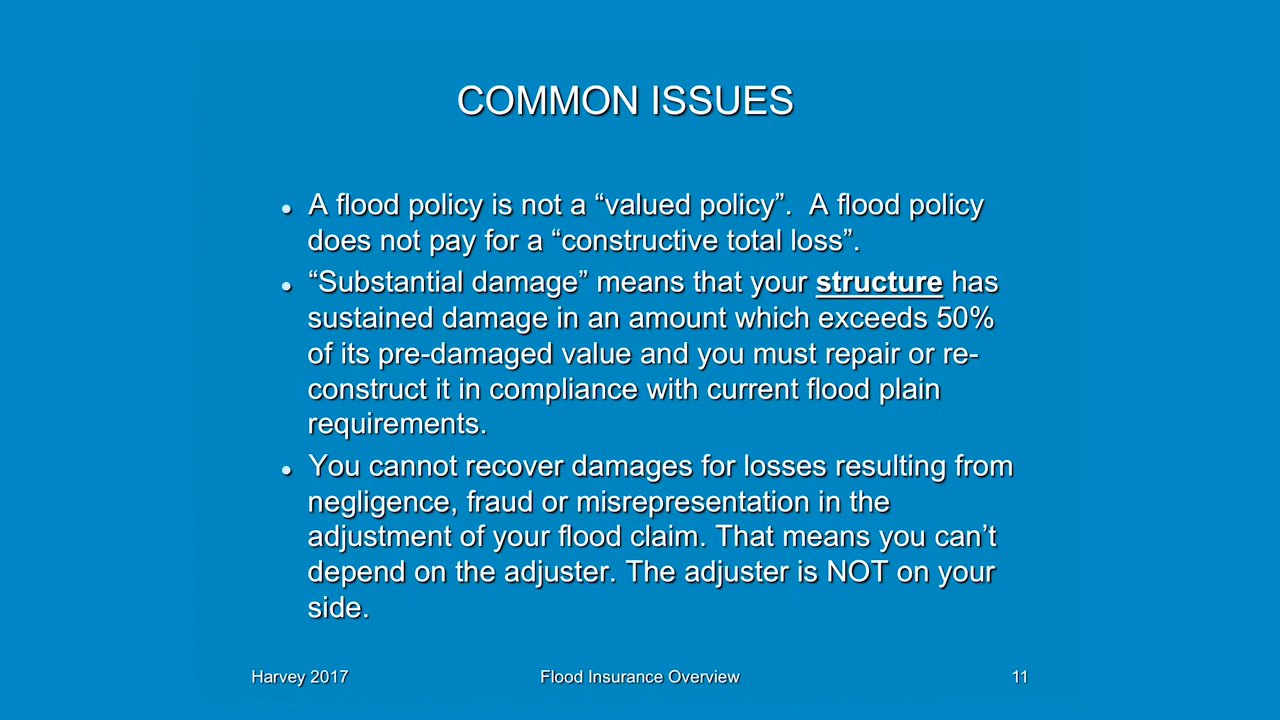 COMMON ISSUES
● A flood policy is not a “valued policy”.  A flood policy
does not pay for a “constructive total loss”.
● “Substantial damage” means that your structure has
sustained damage in an amount which exceeds 50%
of its pre-damaged value and you must repair or re-
construct it in compliance with current flood plain
requirements.
● You cannot recover damages for losses resulting from
negligence, fraud or misrepresentation in the
adjustment of your flood claim. That means you can’t
depend on the adjuster. The adjuster is NOT on your
side.
Harvey 2017 Flood Insurance Overview 11